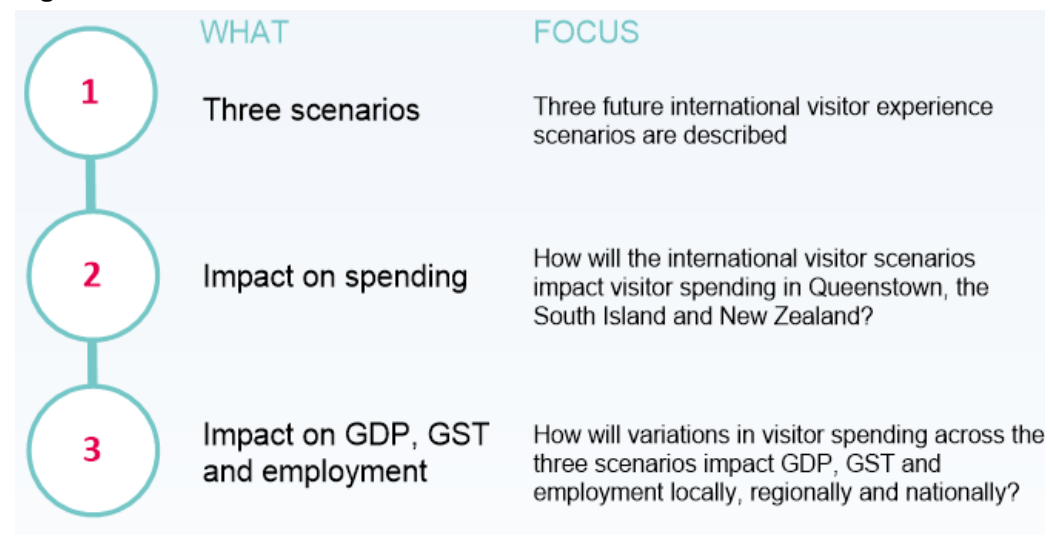 WHAT
FOCUS
1
Three scenarios
Three future international visitor experience
scenarios are described
2
Impact on spending
How will the international visitor scenarios
impact visitor spending in Queenstown, the
South Island and New Zealand?
3
Impact on GDP, GST
and employment
How will variations in visitor spending across the
three scenarios impact GDP, GST and
employment locally, regionally and nationally?